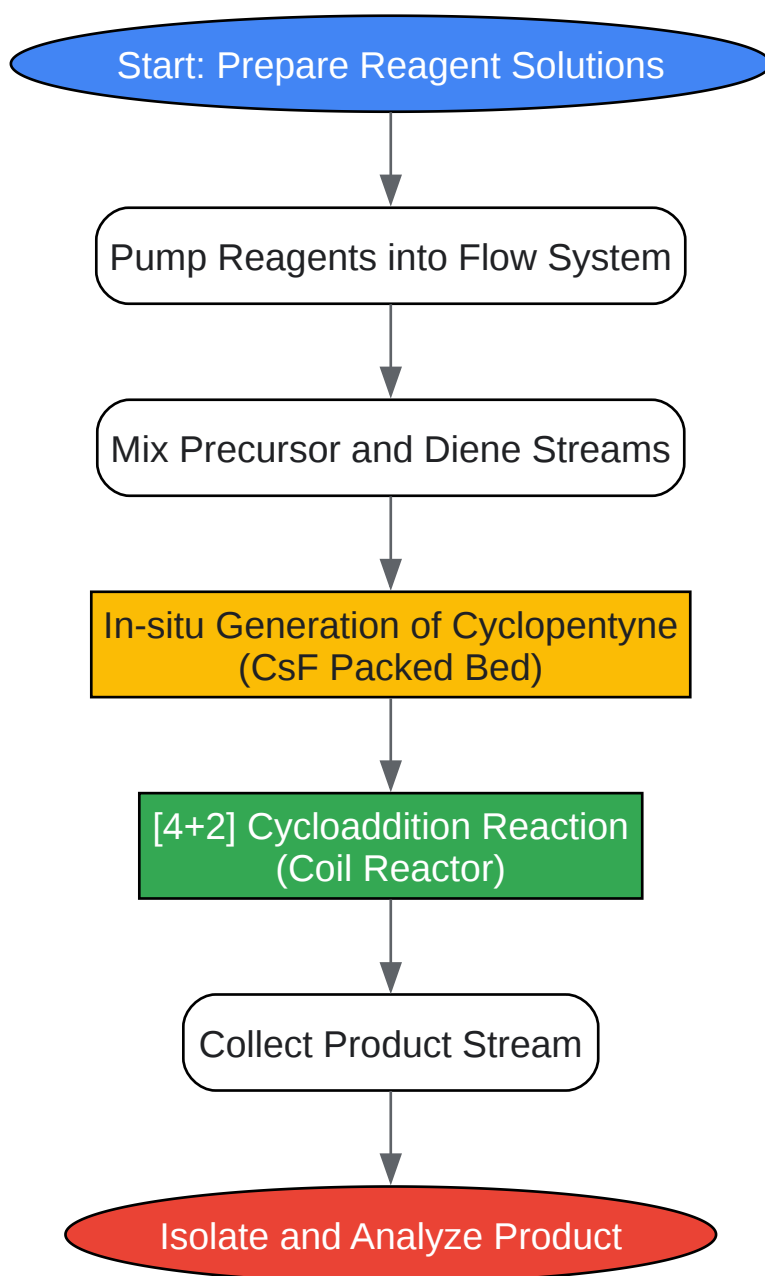 Start: Prepare Reagent Solutions
Pump Reagents into Flow System
Mix Precursor and Diene Streams
In-situ Generation of Cyclopentyne
(CsF Packed Bed)
[4+2] Cycloaddition Reaction
(Coil Reactor)
Collect Product Stream
Isolate and Analyze Product